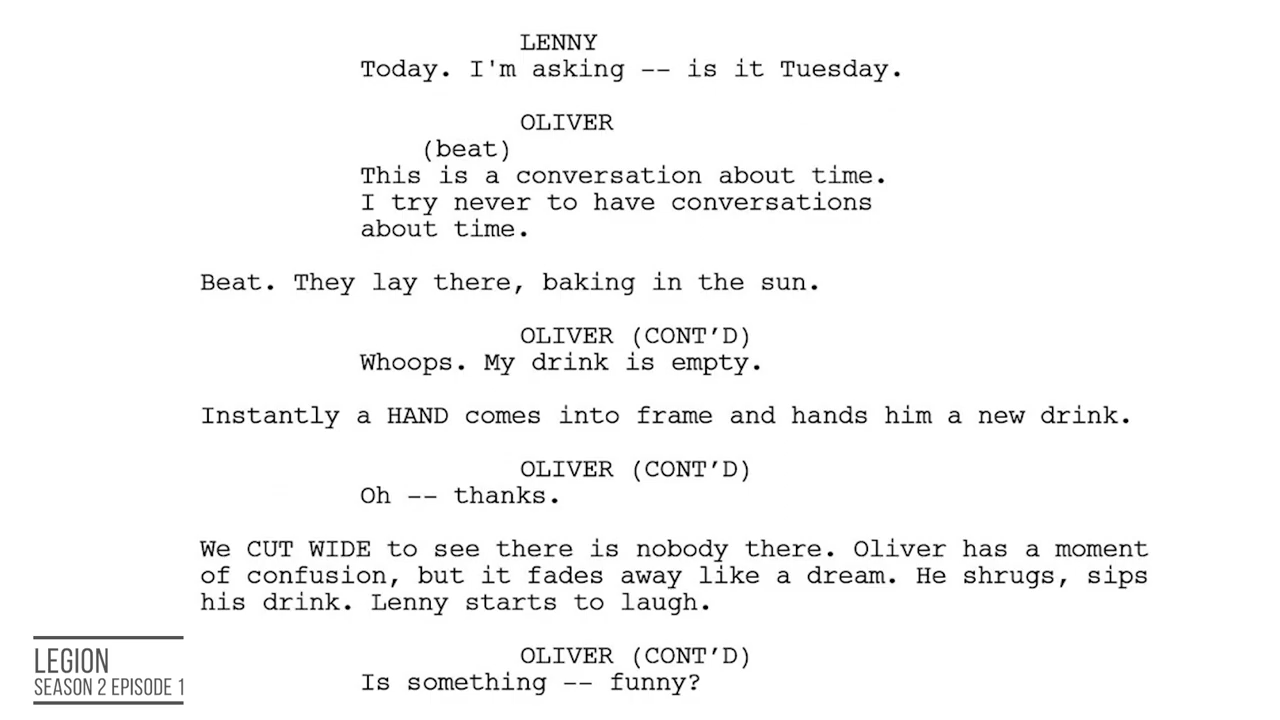 LENNY
Today. I'm asking -- is it Tuesday.
OLIVER
(beat)
This is a conversation about time.
I try never to have conversations
about time.
Beat. They lay there, baking in the sun.
OLIVER (CONT'D)
Whoops. My drink is empty.
Instantly a HAND comes into frame and hands him a new drink.
OLIVER (CONT'D)
Oh -- thanks.
We CUT WIDE to see there is nobody there. Oliver has a moment
of confusion, but it fades away like a dream. He shrugs, sips
his drink. Lenny starts to laugh.
OLIVER (CONT'D)
Is something -- funny?
LEGION
SEASON 2 EPISODE 1